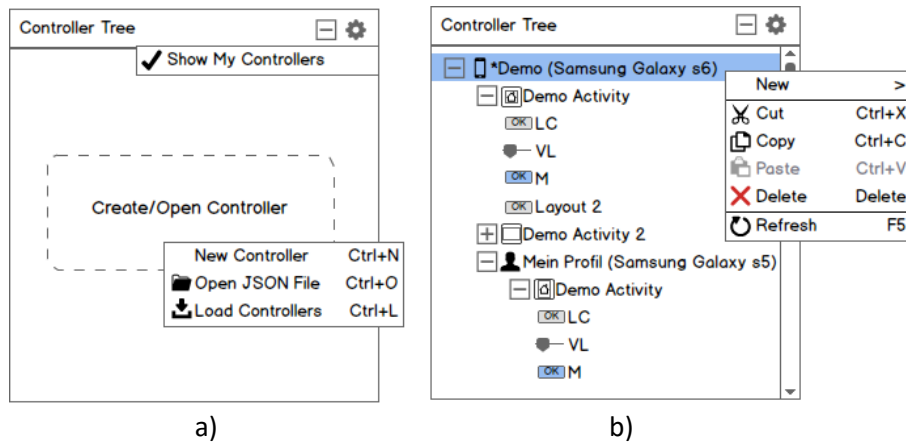 Controller Tree
Show My Controllers
Create/Open Controller
New Controller Ctrl+N
Open JSON File Ctrl+O
Load Controllers Ctrl+L
a)
Controller Tree
*Demo (Samsung Galaxy s6)
Demo Activity
OK LC
VL
OK M
OK Layout 2
Demo Activity 2
Mein Profil (Samsung Galaxy s5)
Demo Activity
OK LC
VL
OK M
New >
Cut Ctrl+X
Copy Ctrl+C
Paste Ctrl+V
Delete Delete
Refresh F5
b)